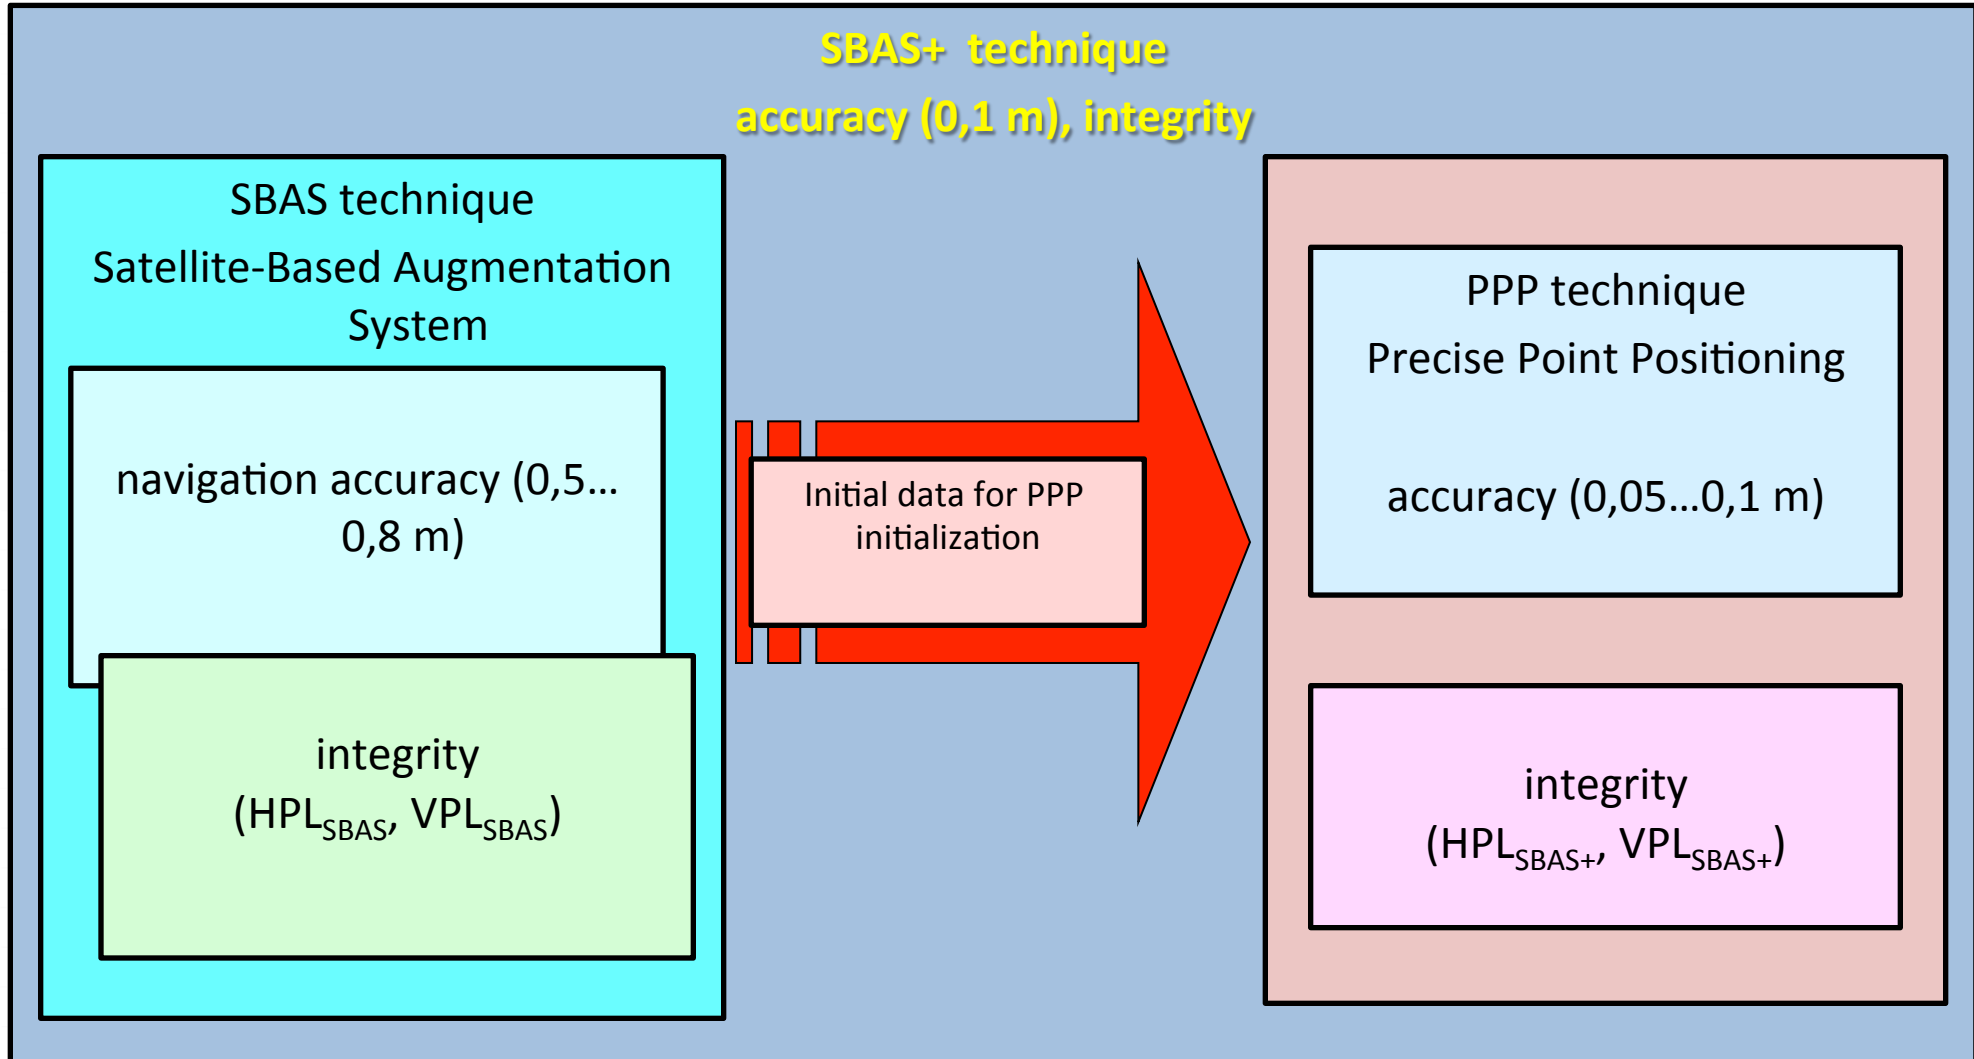 SBAS+ technique
accuracy (0,1 m), integrity
SBAS technique
Satellite-Based Augmentation
System
navigation accuracy (0,5...
0,8 m)
integrity
(HPLSBAS, VPLSBAS)
Initial data for PPP
initialization
PPP technique
Precise Point Positioning
accuracy (0,05...0,1 m)
integrity
(HPLSBAS+, VPLSBAS+)